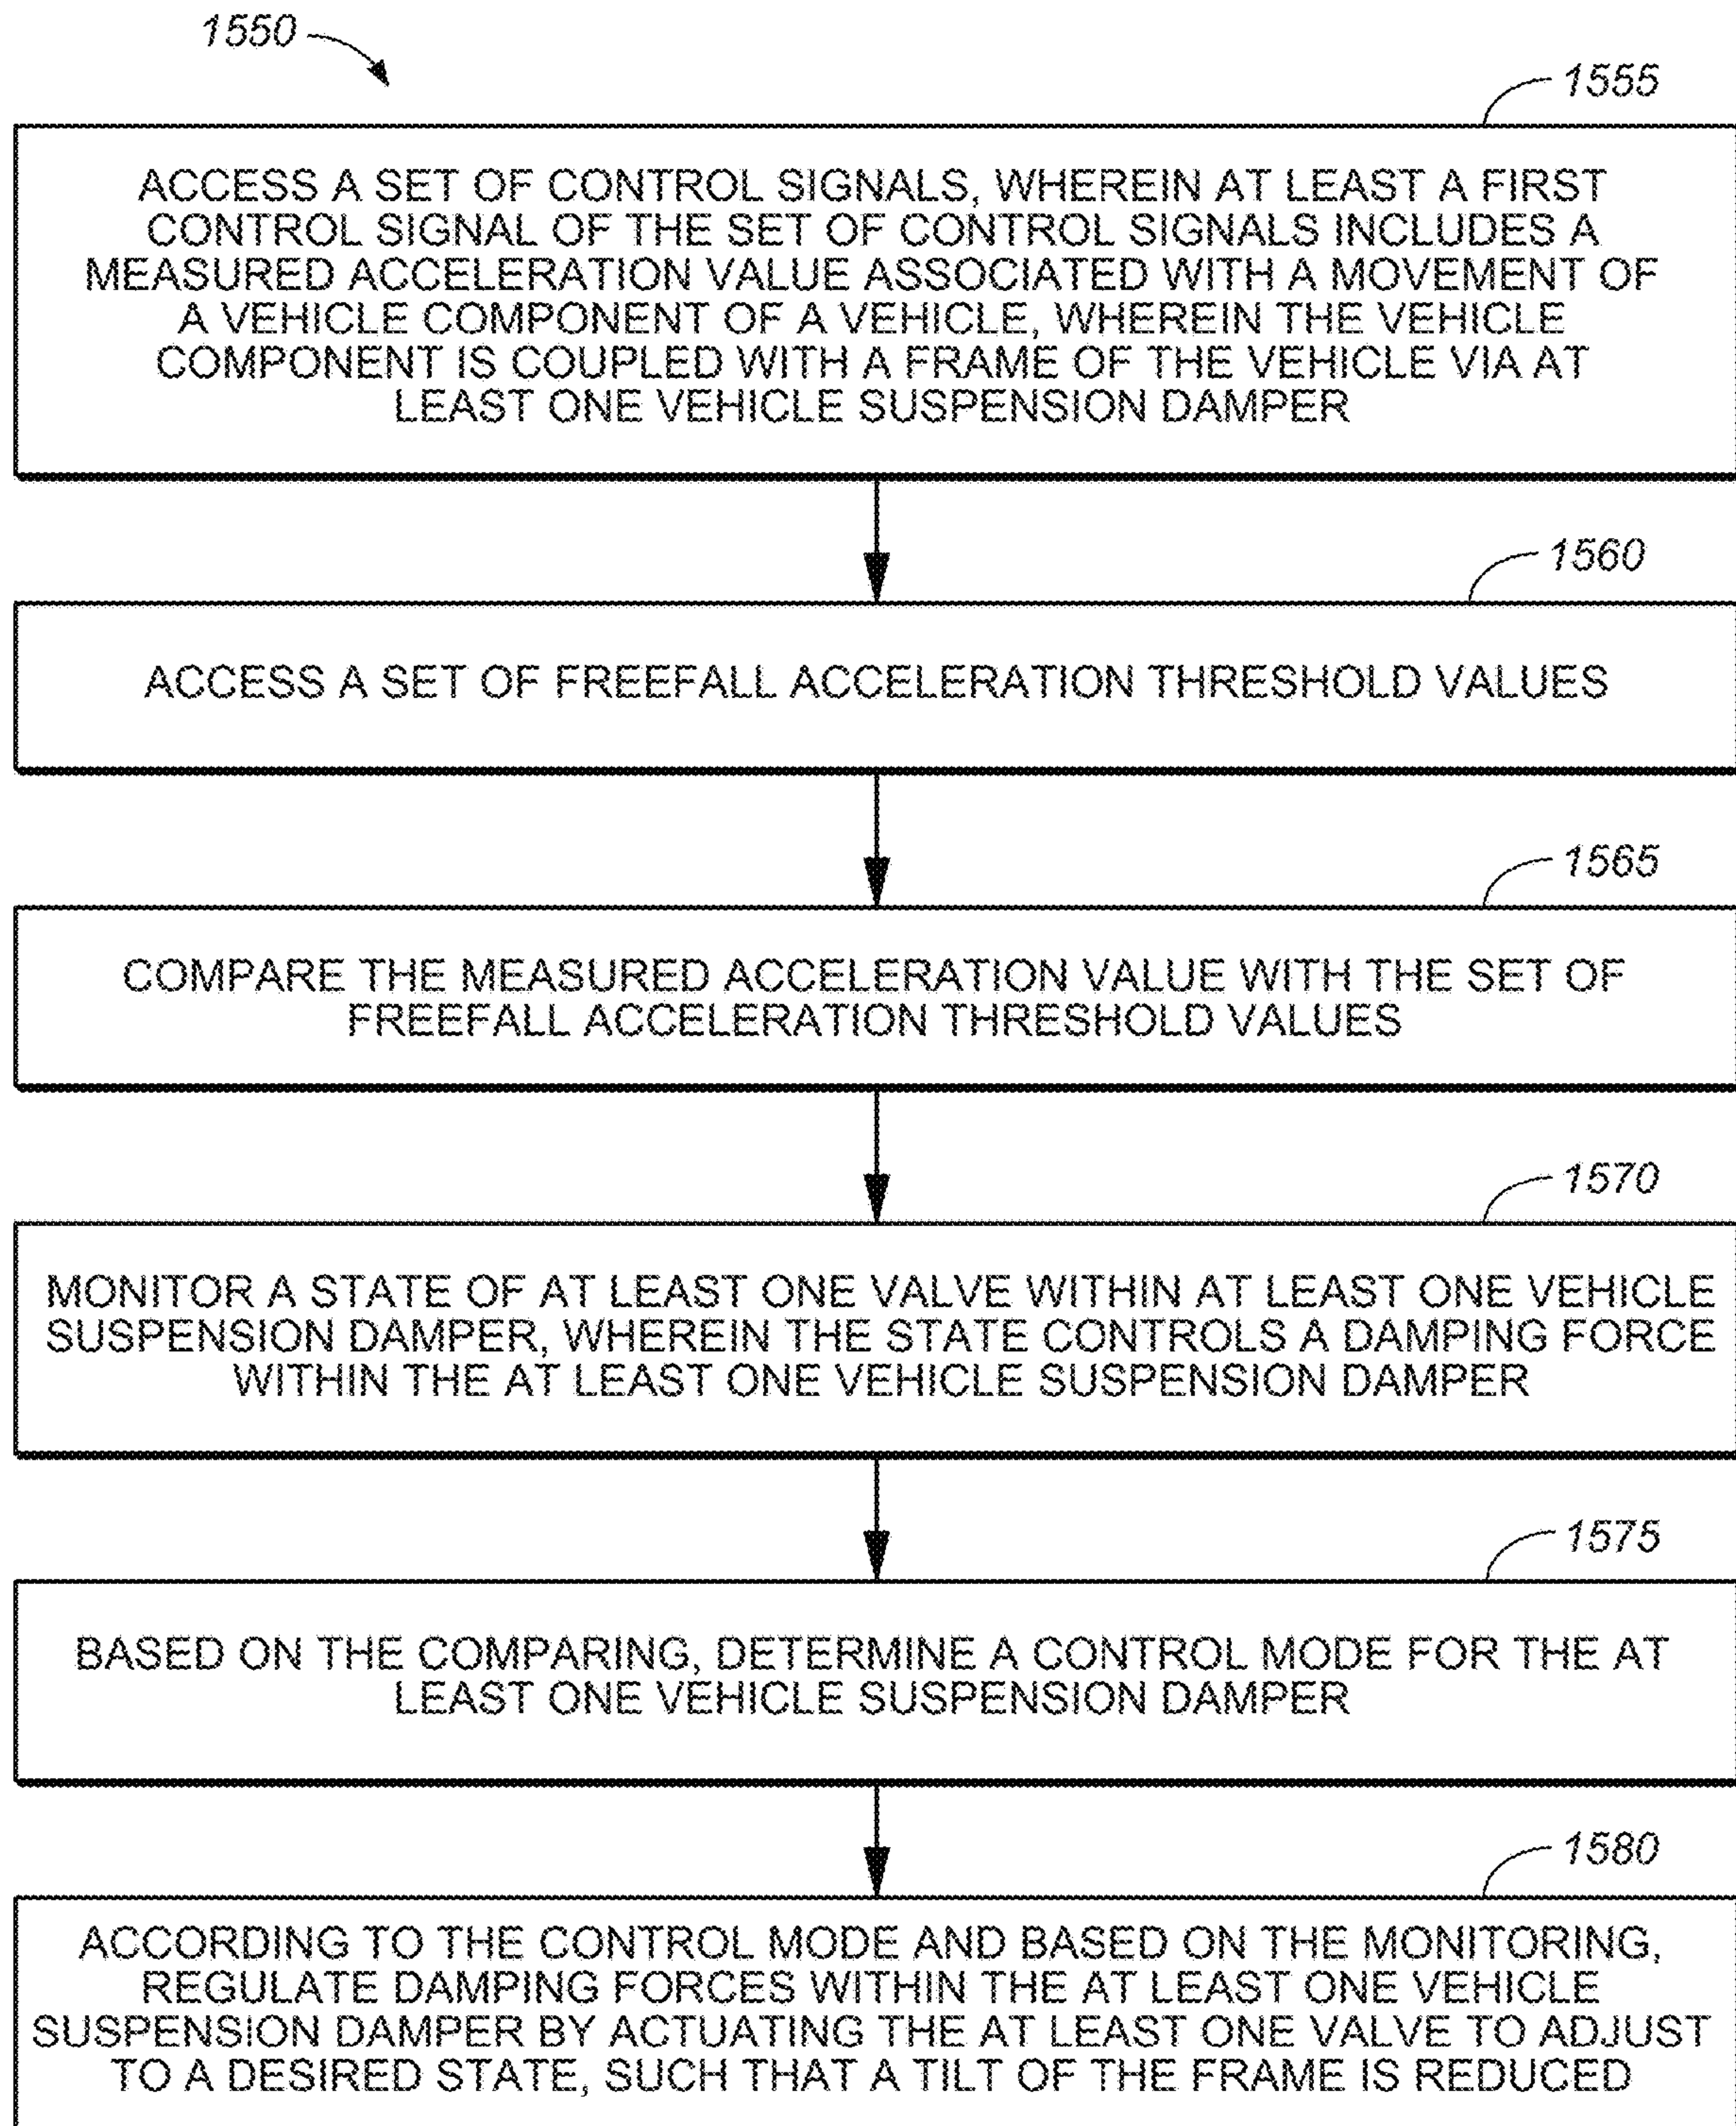 1550
1555
ACCESS A SET OF CONTROL SIGNALS, WHEREIN AT LEAST A FIRST
CONTROL SIGNAL OF THE SET OF CONTROL SIGNALS INCLUDES A
MEASURED ACCELERATION VALUE ASSOCIATED WITH A MOVEMENT OF
A VEHICLE COMPONENT OF A VEHICLE, WHEREIN THE VEHICLE
COMPONENT IS COUPLED WITH A FRAME OF THE VEHICLE VIA AT
LEAST ONE VEHICLE SUSPENSION DAMPER
1560
ACCESS A SET OF FREEFALL ACCELERATION THRESHOLD VALUES
1565
COMPARE THE MEASURED ACCELERATION VALUE WITH THE SET OF
FREEFALL ACCELERATION THRESHOLD VALUES
1570
MONITOR A STATE OF AT LEAST ONE VALVE WITHIN AT LEAST ONE VEHICLE
SUSPENSION DAMPER, WHEREIN THE STATE CONTROLS A DAMPING FORCE
WITHIN THE AT LEAST ONE VEHICLE SUSPENSION DAMPER
1575
BASED ON THE COMPARING, DETERMINE A CONTROL MODE FOR THE AT
LEAST ONE VEHICLE SUSPENSION DAMPER
1580
ACCORDING TO THE CONTROL MODE AND BASED ON THE MONITORING,
REGULATE DAMPING FORCES WITHIN THE AT LEAST ONE VEHICLE
SUSPENSION DAMPER BY ACTUATING THE AT LEAST ONE VALVE TO ADJUST
TO A DESIRED STATE, SUCH THAT A TILT OF THE FRAME IS REDUCED